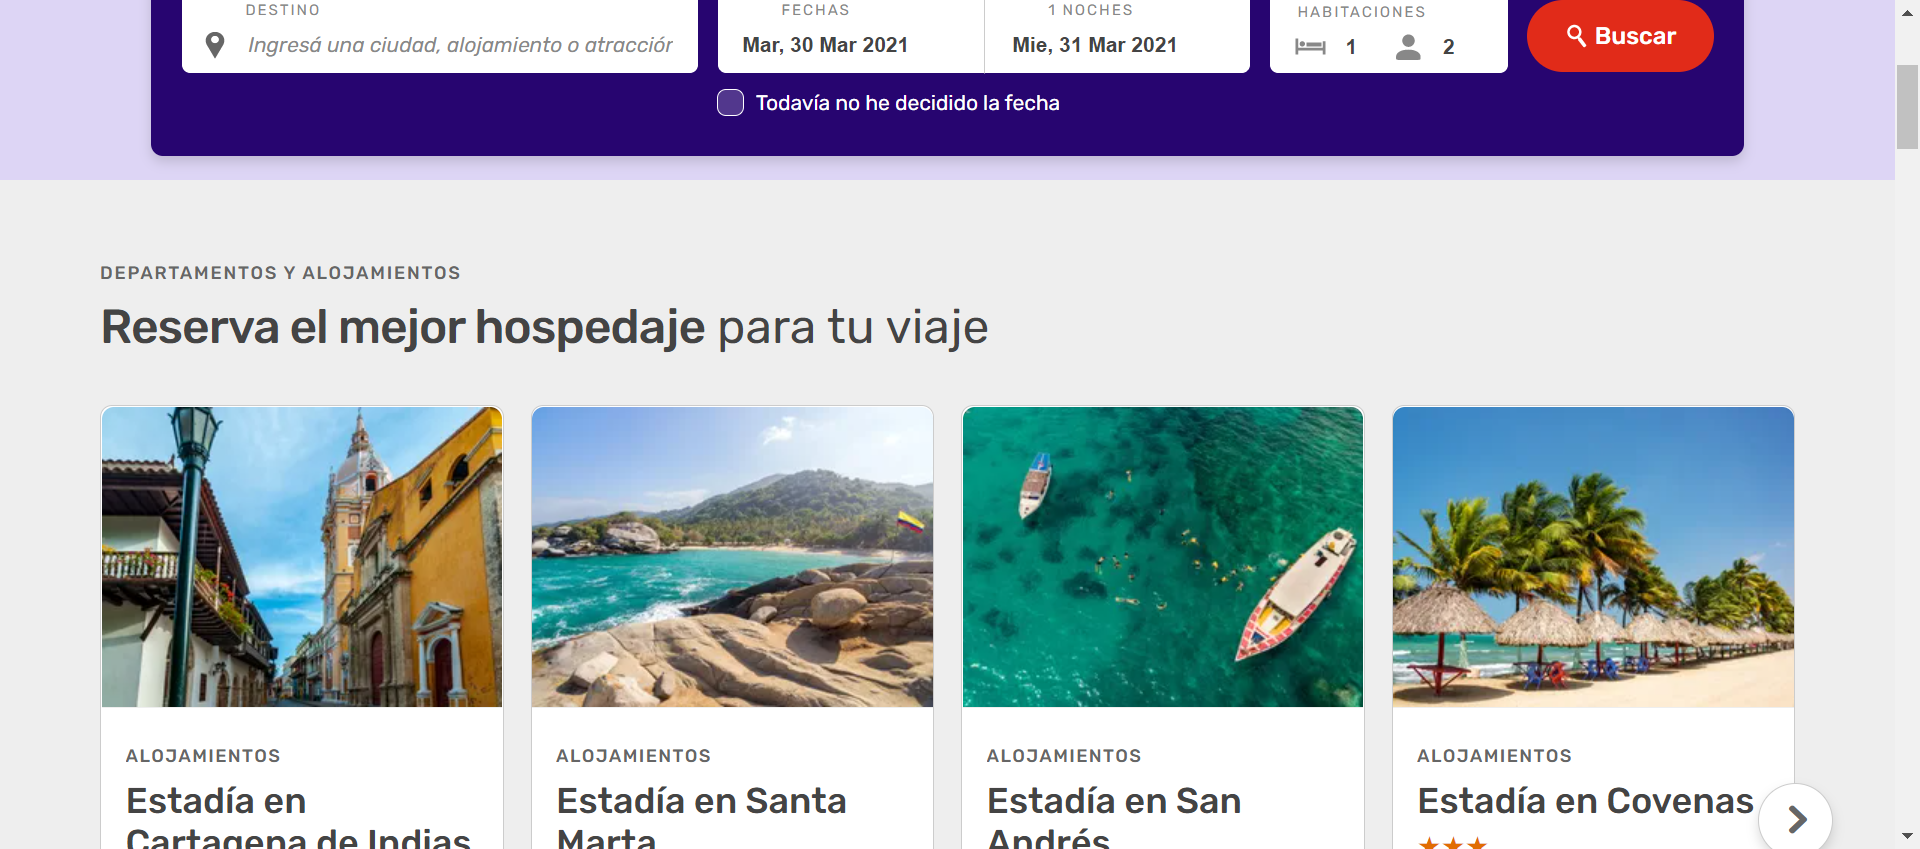 DESTINO
FECHAS
1 NOCHES
HABITACIONES
Ingresá una ciudad, alojamiento o atracciór
Mar, 30 Mar 2021
Mie, 31 Mar 2021
1
2
Buscar
Todavía no he decidido la fecha
DEPARTAMENTOS Y ALOJAMIENTOS
Reserva el mejor hospedaje para tu viaje
ALOJAMIENTOS
Estadía en
Cartagena de Indias
ALOJAMIENTOS
Estadía en Santa
Marta
ALOJAMIENTOS
Estadía en San
Andrés
ALOJAMIENTOS
Estadía en Covenas